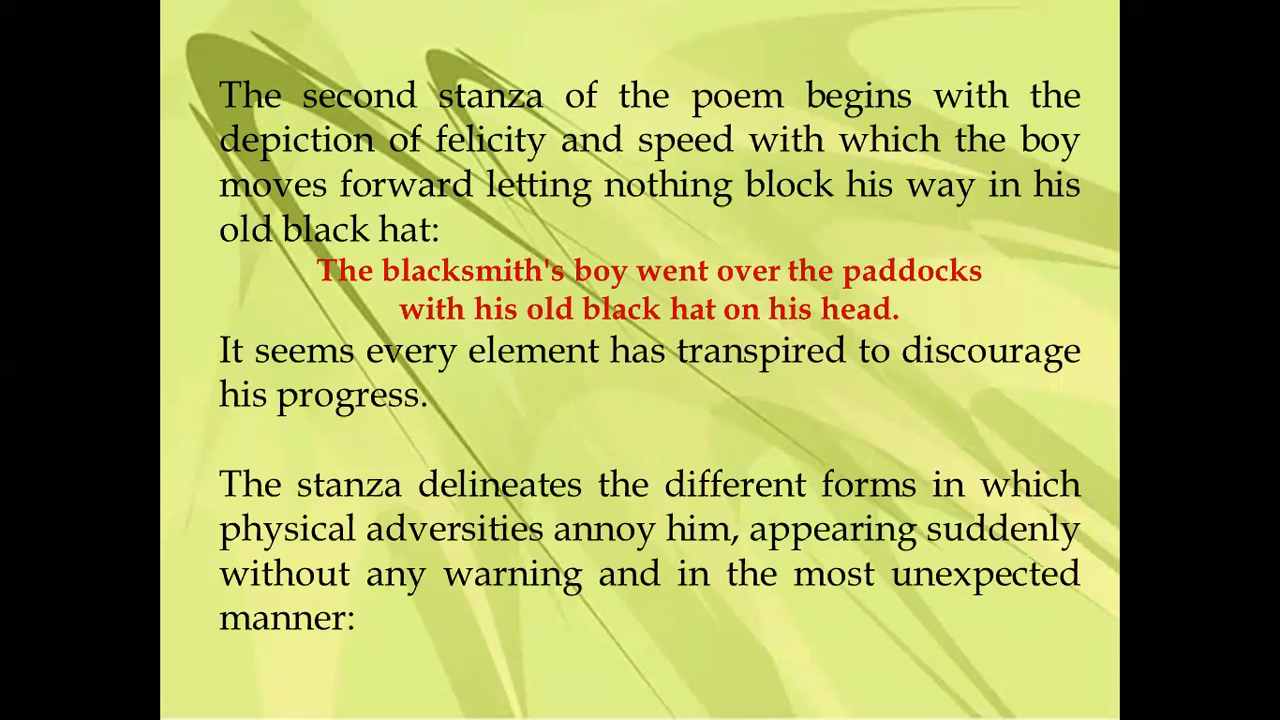 The second stanza of the poem begins with the
depiction of felicity and speed with which the boy
moves forward letting nothing block his way in his
old black hat:
The blacksmith's boy went over the paddocks
with his old black hat on his head.
It seems every element has transpired to discourage
his progress.
The stanza delineates the different forms in which
physical adversities annoy him, appearing suddenly
without any warning and in the most unexpected
manner: